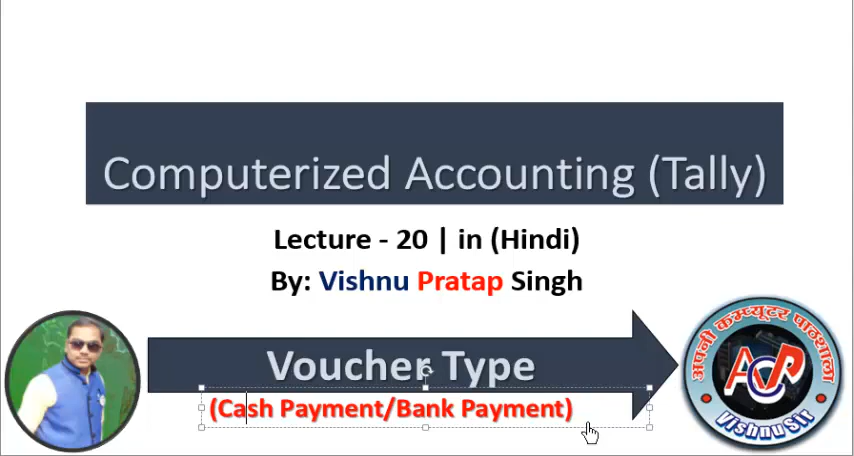 Computerized Accounting (Tally)
Lecture - 20 | in (Hindi)
By: Vishnu Pratap Singh
Voucher Type
(Cash Payment/Bank Payment)
अपनी कम्प्यूटर पाठशाला
ACP
Vishnu Sir